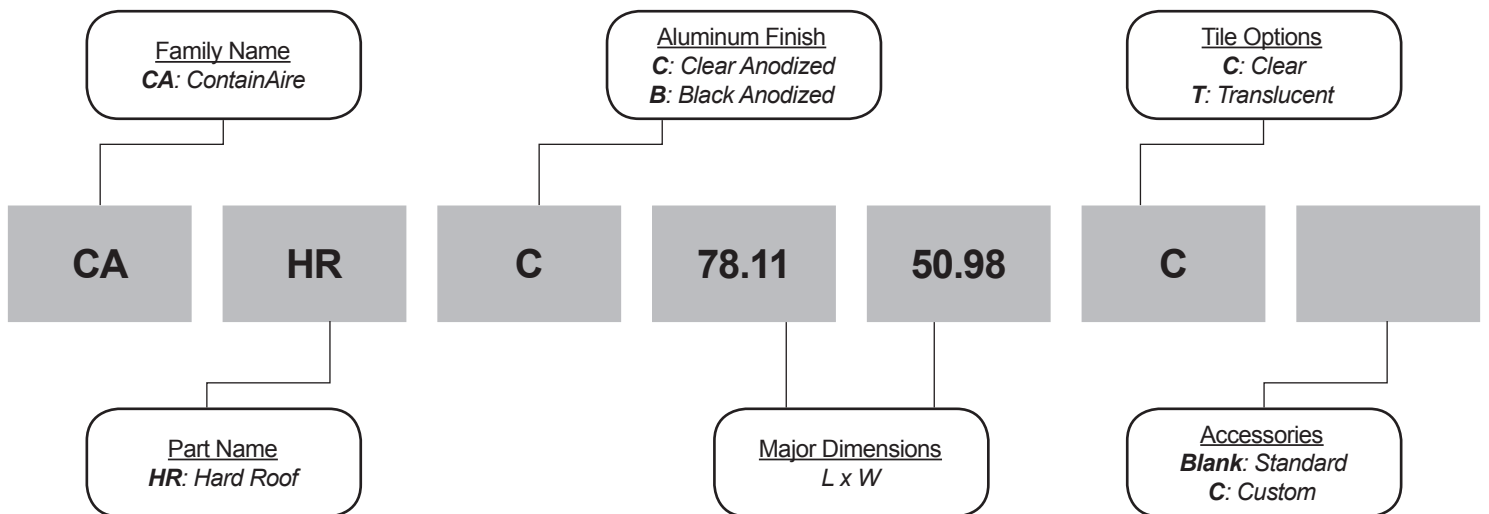 Family Name
CA: ContainAire
Aluminum Finish
C: Clear Anodized
B: Black Anodized
Tile Options
C: Clear
T: Translucent
CA
HR
C
78.11
50.98
C
Part Name
HR: Hard Roof
Major Dimensions
L x W
Accessories
Blank: Standard
C: Custom